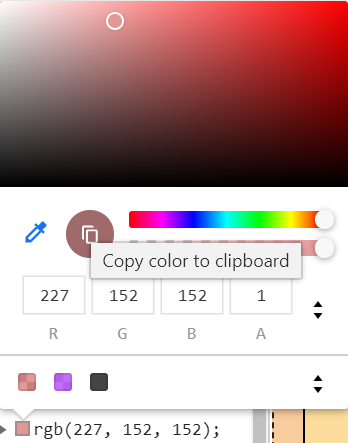 Copy color to clipboard
227 152 152 1
R G B A
rgb(227, 152, 152);